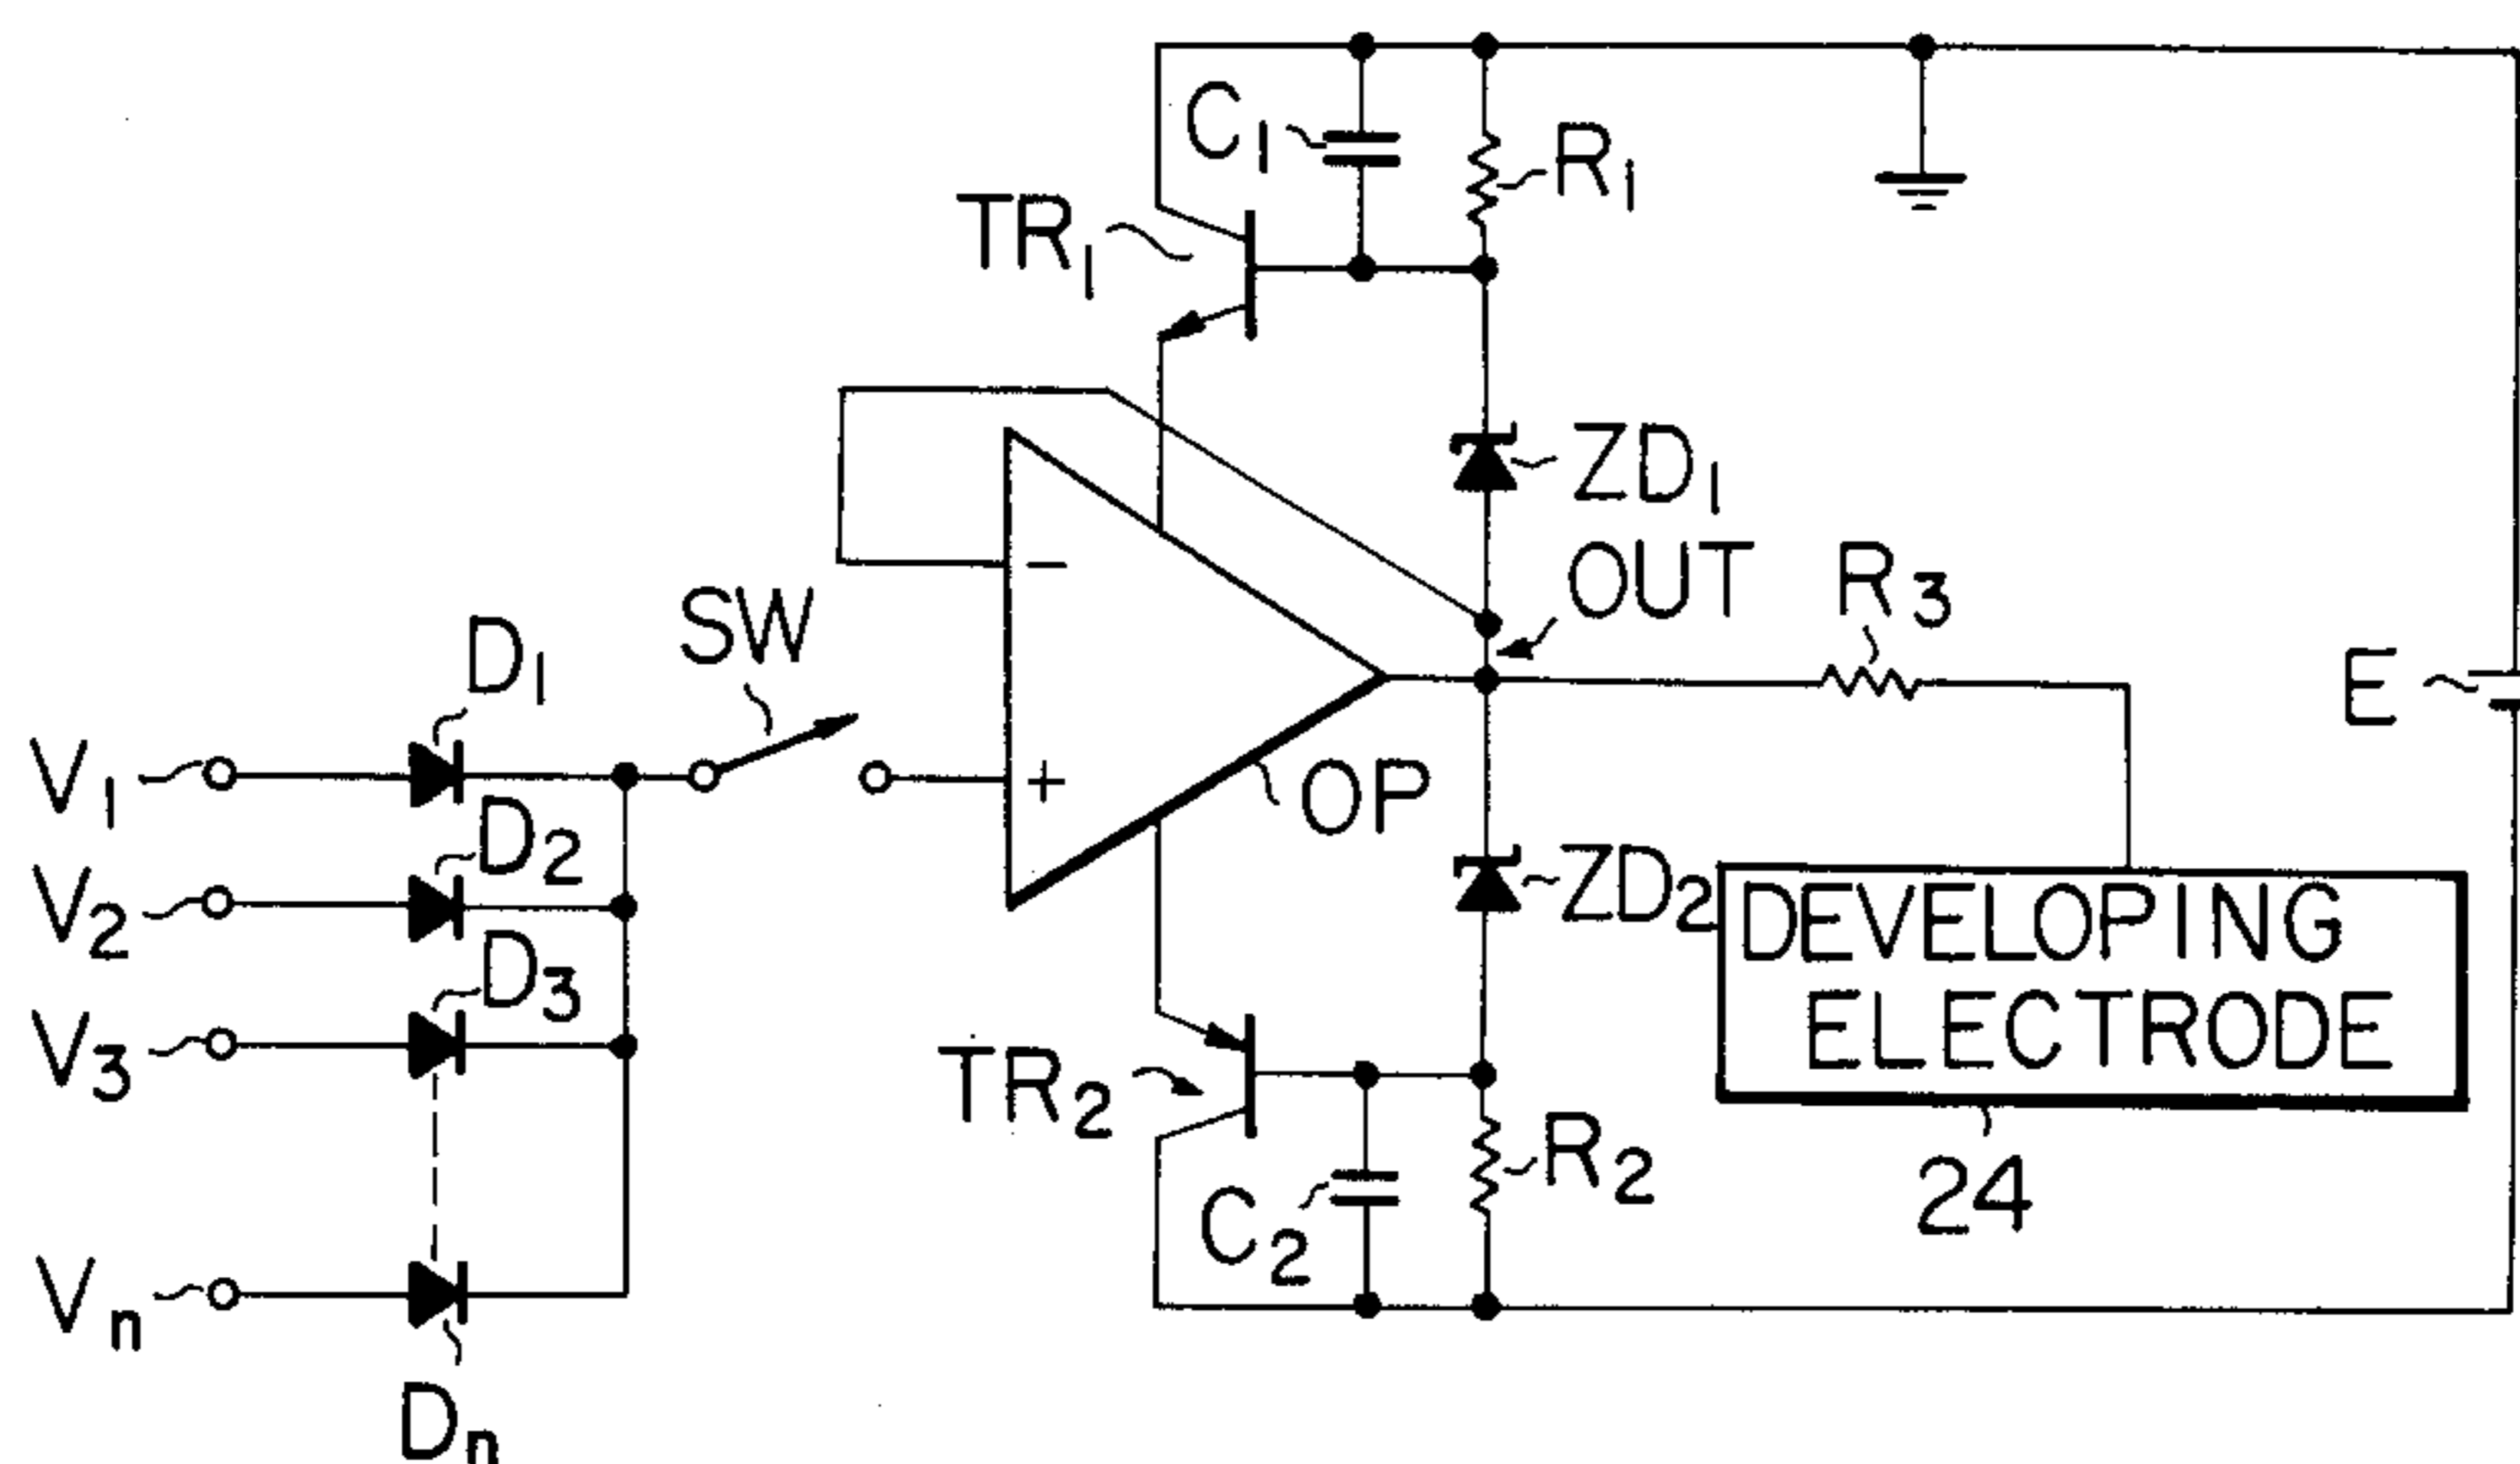 C1
R1
TR1
ZD1
OUT
R3
SW
D1
E
V1
OP
D2
ZD2
V2
DEVELOPING
ELECTRODE
D3
V3
TR2
R2
24
C2
Vn
Dn
−
+